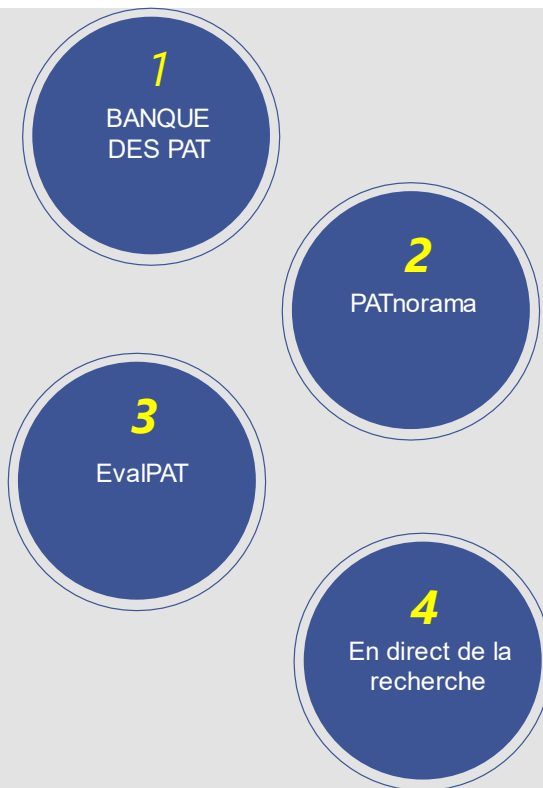 1
BANQUE
DES PAT
2
PATnorama
3
EvalPAT
4
En direct de la
recherche